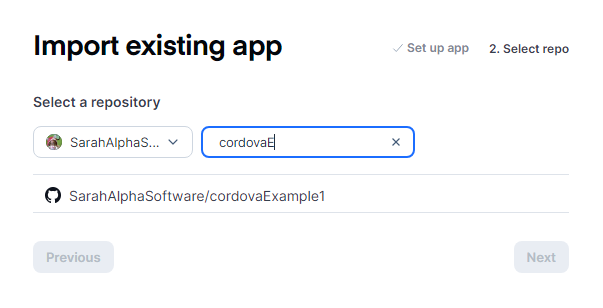 Import existing app
Set up app
2. Select repo
Select a repository
SarahAlphaS...
cordovaE
SarahAlphaSoftware/cordovaExample1
Previous
Next